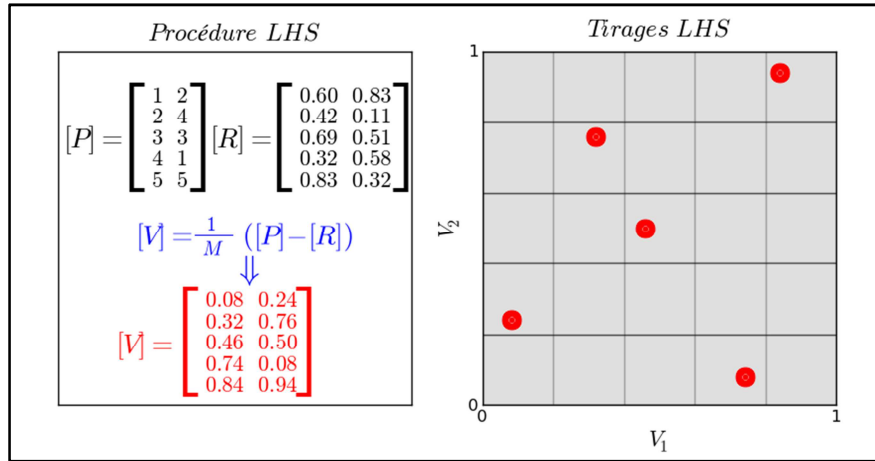 Procédure LHS
[P]=[1 2
2 4
3 3
4 1
5 5]
[R]=[0.60 0.83
0.42 0.11
0.69 0.51
0.32 0.58
0.83 0.32]
[V]=1/M ([P]−[R])
⇓
[V]=[0.08 0.24
0.32 0.76
0.46 0.50
0.74 0.08
0.84 0.94]
Tirages LHS
1
V₂
0
0 1
V₁